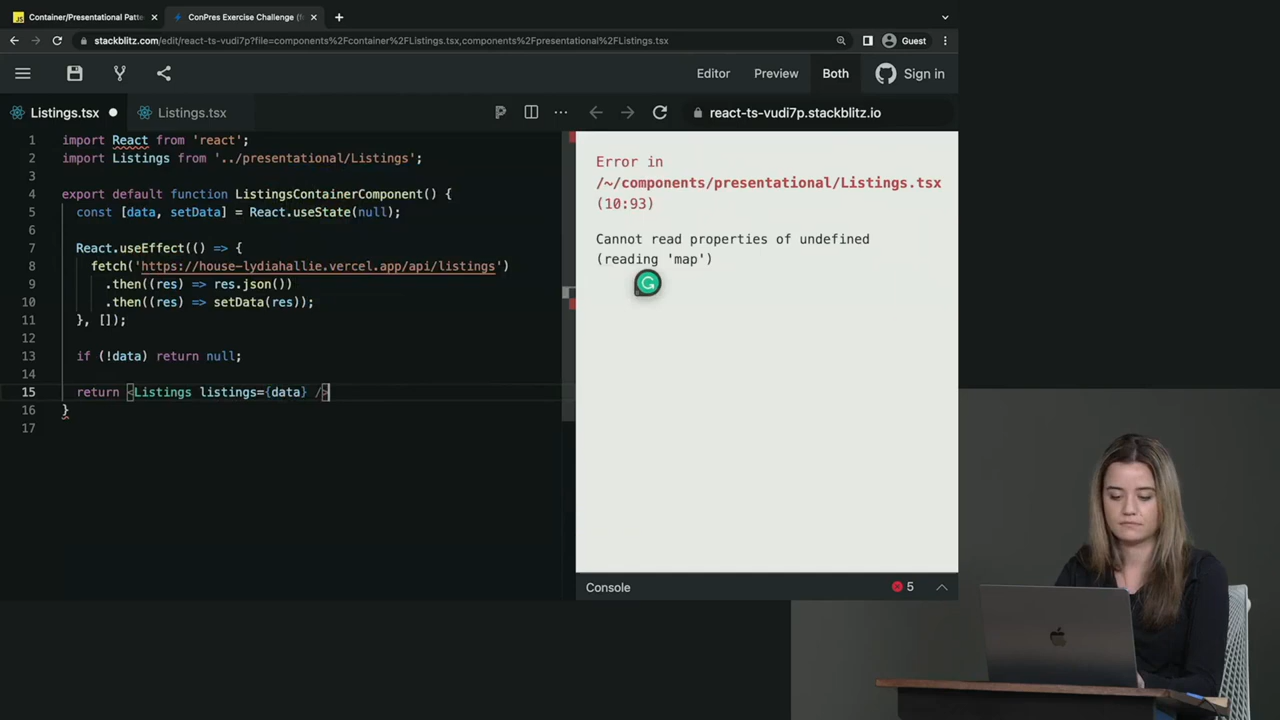 JS Container/Presentational Patte
ConPres Exercise Challenge (f
stackblitz.com/edit/react-ts-vudi7p?file=components%2Fcontainer%2FListings.tsx,components%2Fpresentational%2FListings.tsx
Guest
Editor
Preview
Both
Sign in
Listings.tsx
Listings.tsx
react-ts-vudi7p.stackblitz.io
1 import React from 'react';
2 import Listings from '../presentational/Listings';
3
4 export default function ListingsContainerComponent() {
5 const [data, setData] = React.useState(null);
6
7 React.useEffect(() => {
8 fetch('https://house-lydiahallie.vercel.app/api/listings')
9 .then((res) => res.json())
10 .then((res) => setData(res));
11 }, []);
12
13 if (!data) return null;
14
15 return <Listings listings={data} />
16 }
17
Error in
/~/components/presentational/Listings.tsx
(10:93)
Cannot read properties of undefined
(reading 'map')
Console
5